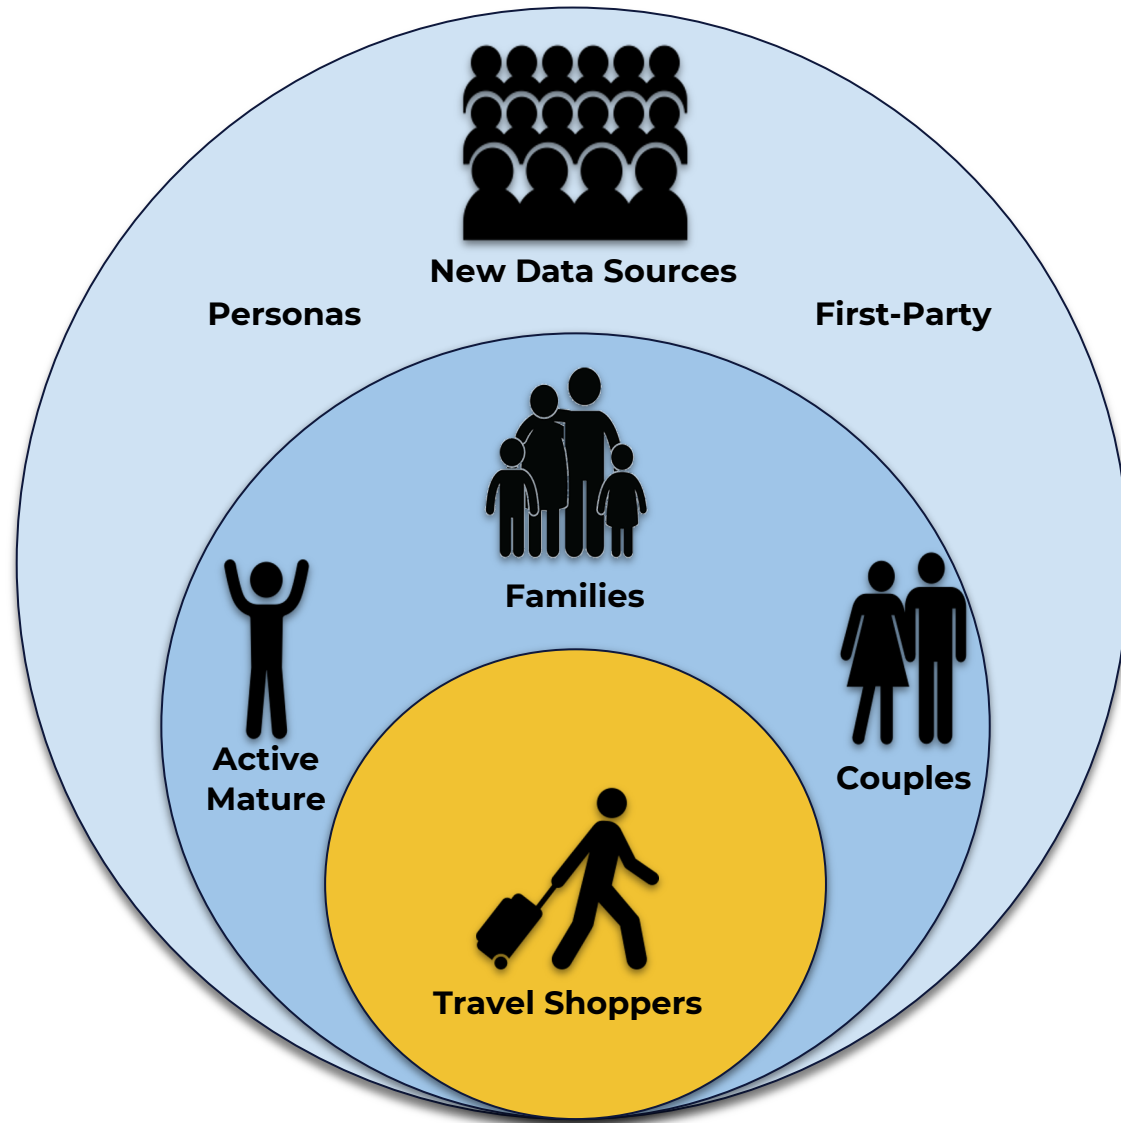 New Data Sources
Personas
First-Party
Families
Active
Mature
Couples
Travel Shoppers